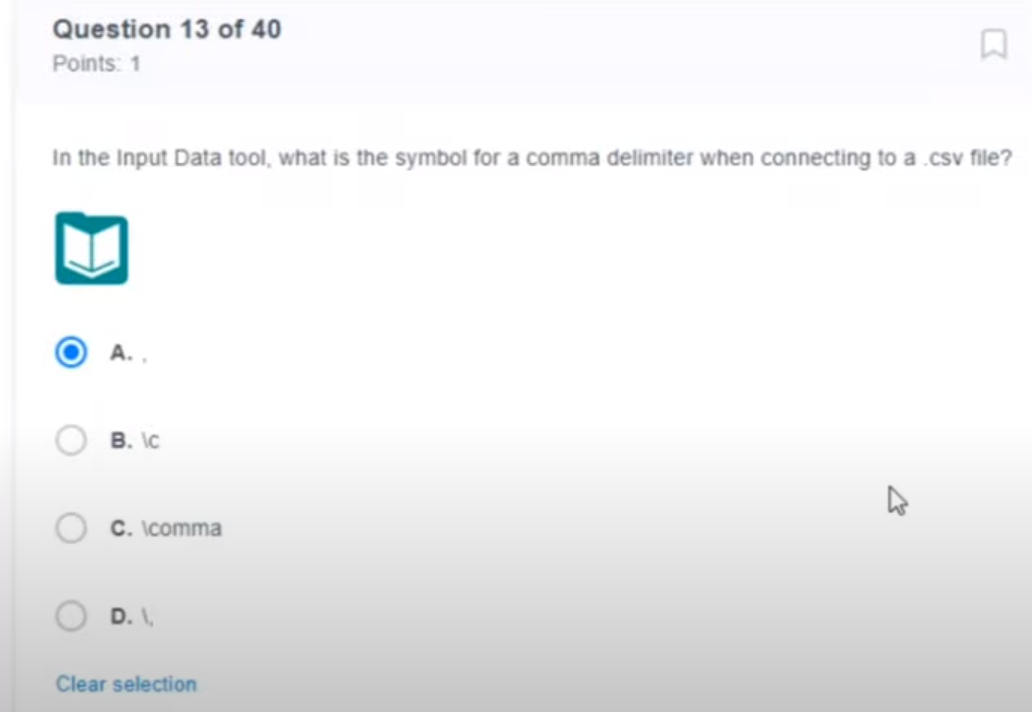 Question 13 of 40
Points: 1
In the Input Data tool, what is the symbol for a comma delimiter when connecting to a .csv file?
A. ,
B. \c
C. \comma
D. \,
Clear selection